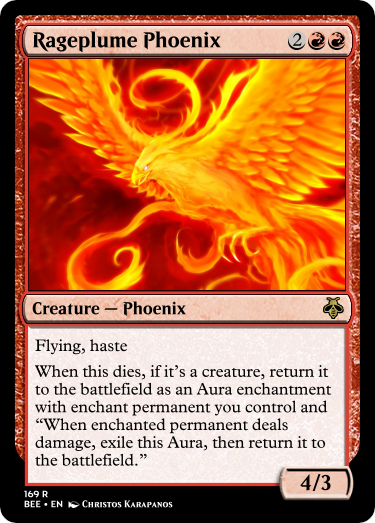 Rageplume Phoenix 2
Creature — Phoenix
Flying, haste
When this dies, if it's a creature, return it
to the battlefield as an Aura enchantment
with enchant permanent you control and
“When enchanted permanent deals
damage, exile this Aura, then return it to
the battlefield.”
4/3
169 R
BEE • EN Christos Karapanos